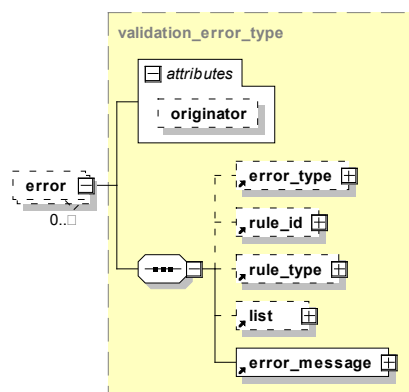 validation_error_type
attributes
originator
error
0..
error_type
rule_id
rule_type
list
error_message